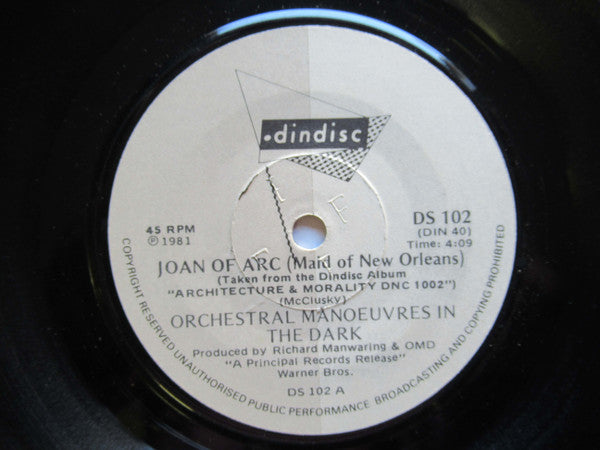 .dindisc
45 RPM
℗ 1981
DS 102
(DIN 40)
Time: 4:09
JOAN OF ARC (Maid of New Orleans)
(Taken from the Dindisc Album
"ARCHITECTURE & MORALITY DNC 1002")
(McClusky)
ORCHESTRAL MANOEUVRES IN
THE DARK
Produced by Richard Manwaring & OMD
"A Principal Records Release"
Warner Bros.
DS 102 A
COPYRIGHT RESERVED UNAUTHORISED PUBLIC PERFORMANCE BROADCASTING AND COPYING PROHIBITED